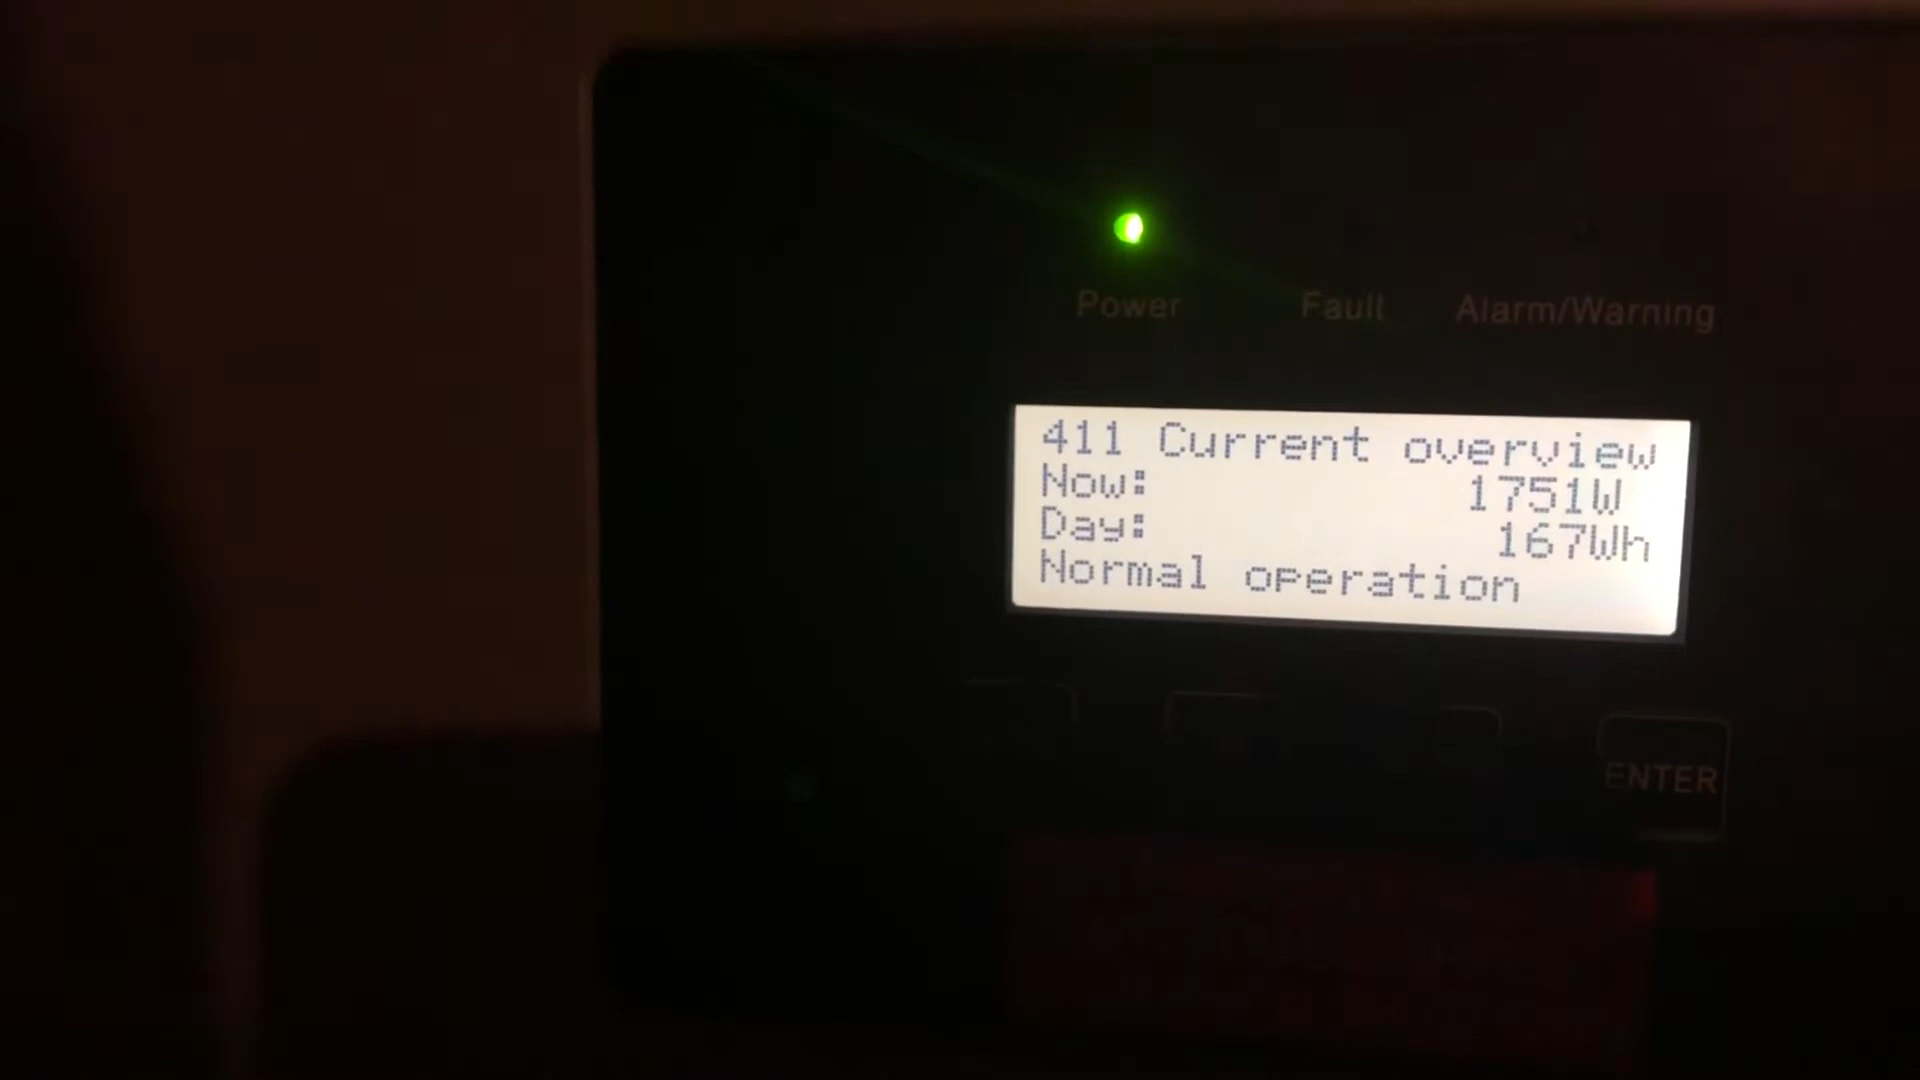 Power Fault Alarm/Warning
411 Current overview
Now: 1751W
Day: 167Wh
Normal operation
ENTER